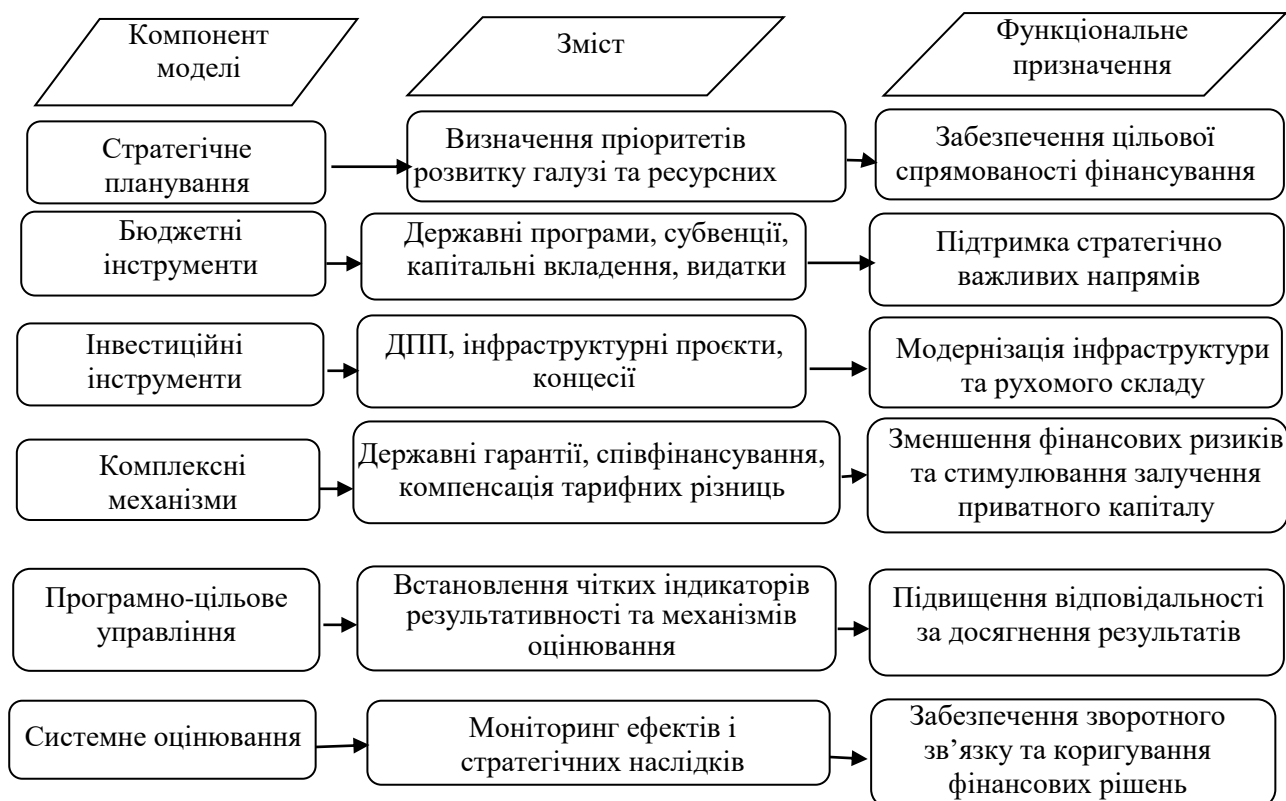 Компонент
моделі
Зміст
Функціональне
призначення
Стратегічне
планування
Визначення пріоритетів
розвитку галузі та ресурсних
Забезпечення цільової
спрямованості фінансування
Бюджетні
інструменти
Державні програми, субвенції,
капітальні вкладення, видатки
Підтримка стратегічно
важливих напрямів
Інвестиційні
інструменти
ДПП, інфраструктурні проєкти,
концесії
Модернізація інфраструктури
та рухомого складу
Комплексні
механізми
Державні гарантії, співфінансування,
компенсація тарифних різниць
Зменшення фінансових ризиків
та стимулювання залучення
приватного капіталу
Програмно-цільове
управління
Встановлення чітких індикаторів
результативності та механізмів
оцінювання
Підвищення відповідальності
за досягнення результатів
Системне оцінювання
Моніторинг ефектів і
стратегічних наслідків
Забезпечення зворотного
зв’язку та коригування
фінансових рішень